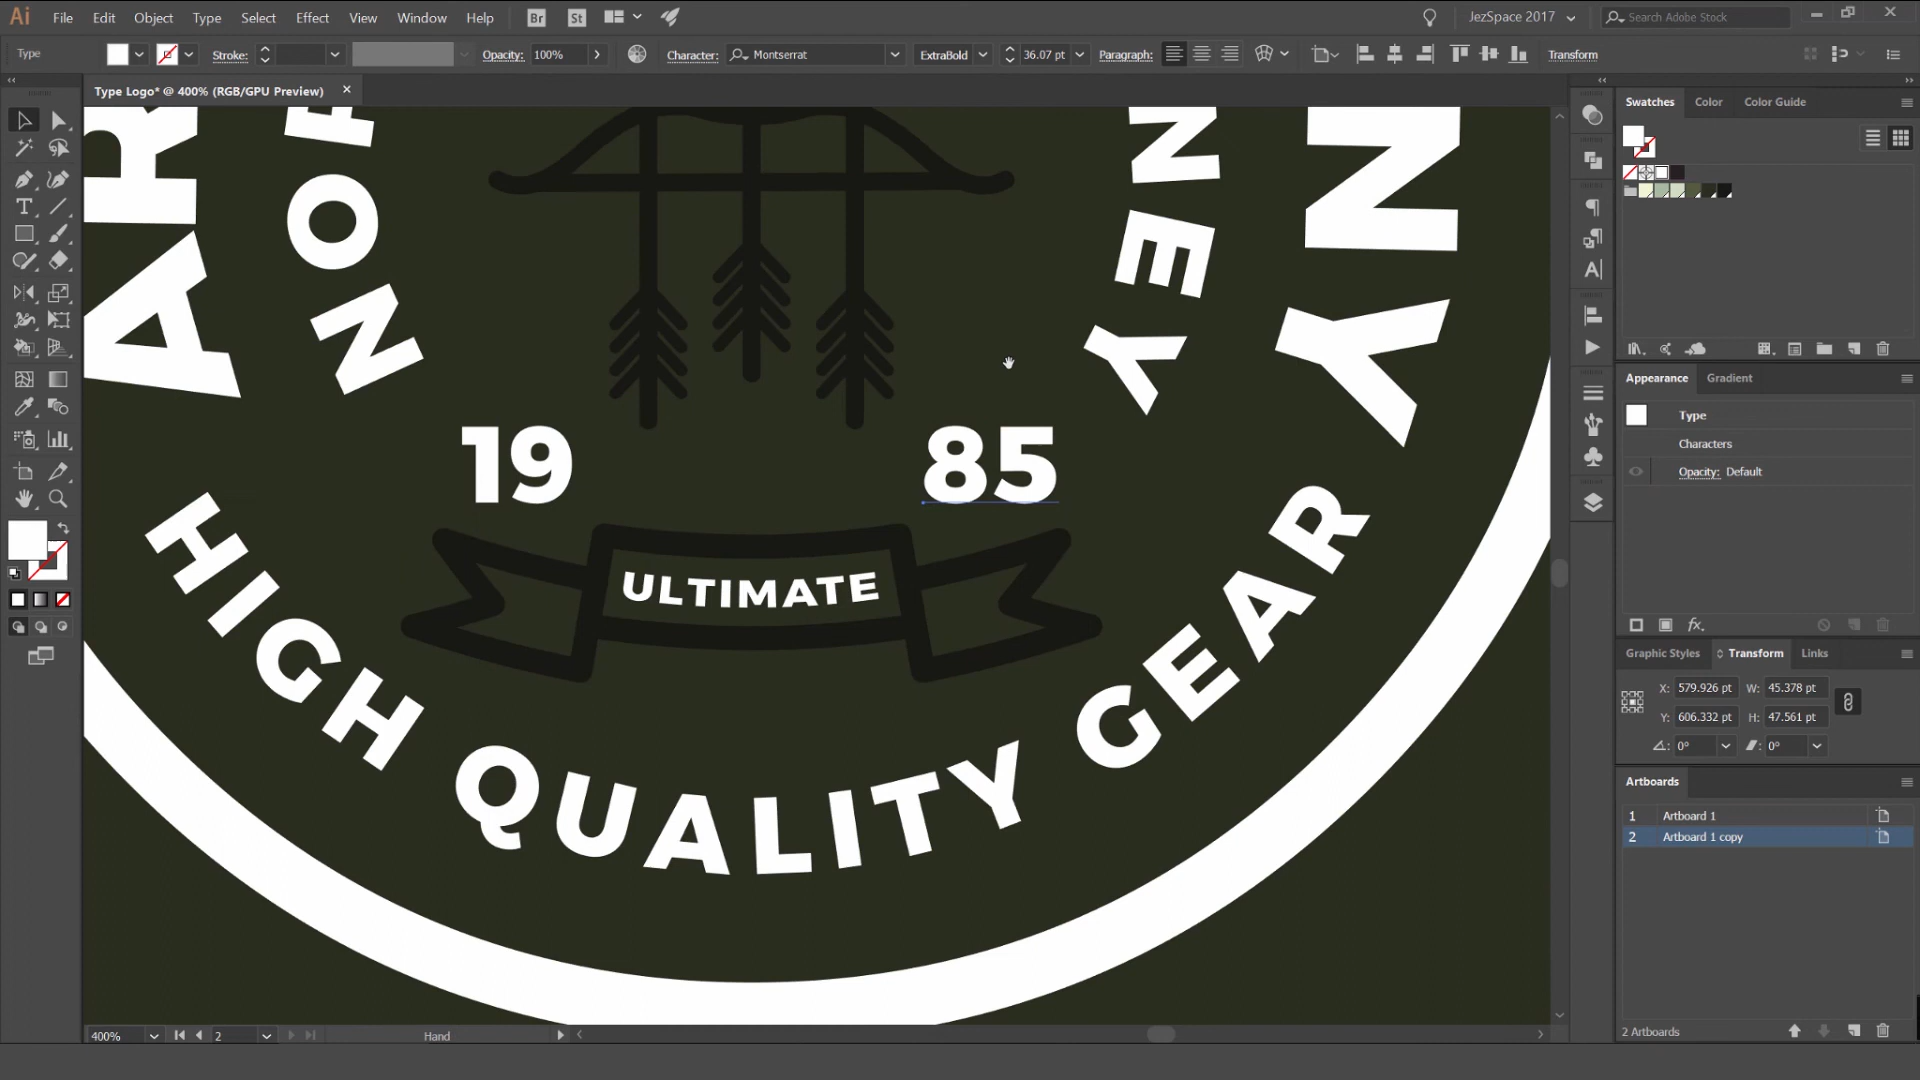 Ai File Edit Object Type Select Effect View Window Help Br St JezSpace 2017 Search Adobe Stock
Type Stroke: Opacity: 100% Character: Montserrat ExtraBold 36.07 pt Paragraph: Transform
Type Logo* @ 400% (RGB/GPU Preview)
Swatches Color Color Guide
HIGH QUALITY GEAR
19 85
ULTIMATE
Appearance Gradient
Type
Characters
Opacity: Default
fx.
Graphic Styles Transform Links
X: 579.926 pt W: 45.378 pt
Y: 606.332 pt H: 47.561 pt
0° 0°
Artboards
1 Artboard 1
2 Artboard 1 copy
2 Artboards
400% 2 Hand